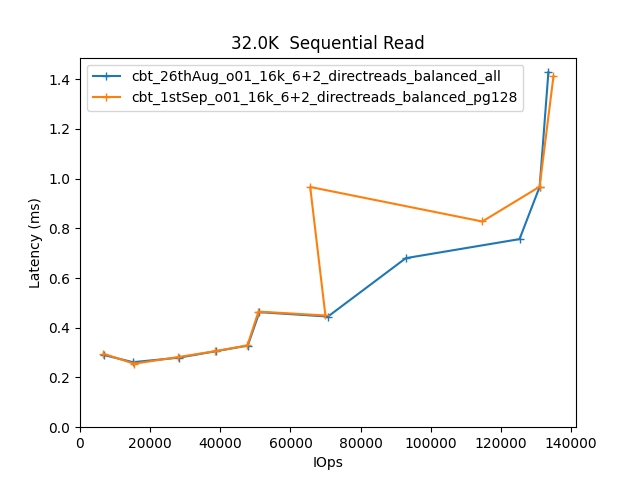 32.0K  Sequential Read
cbt_26thAug_o01_16k_6+2_directreads_balanced_all
cbt_1stSep_o01_16k_6+2_directreads_balanced_pg128
Latency (ms)
1.4
1.2
1.0
0.8
0.6
0.4
0.2
0.0
0 20000 40000 60000 80000 100000 120000 140000
IOps